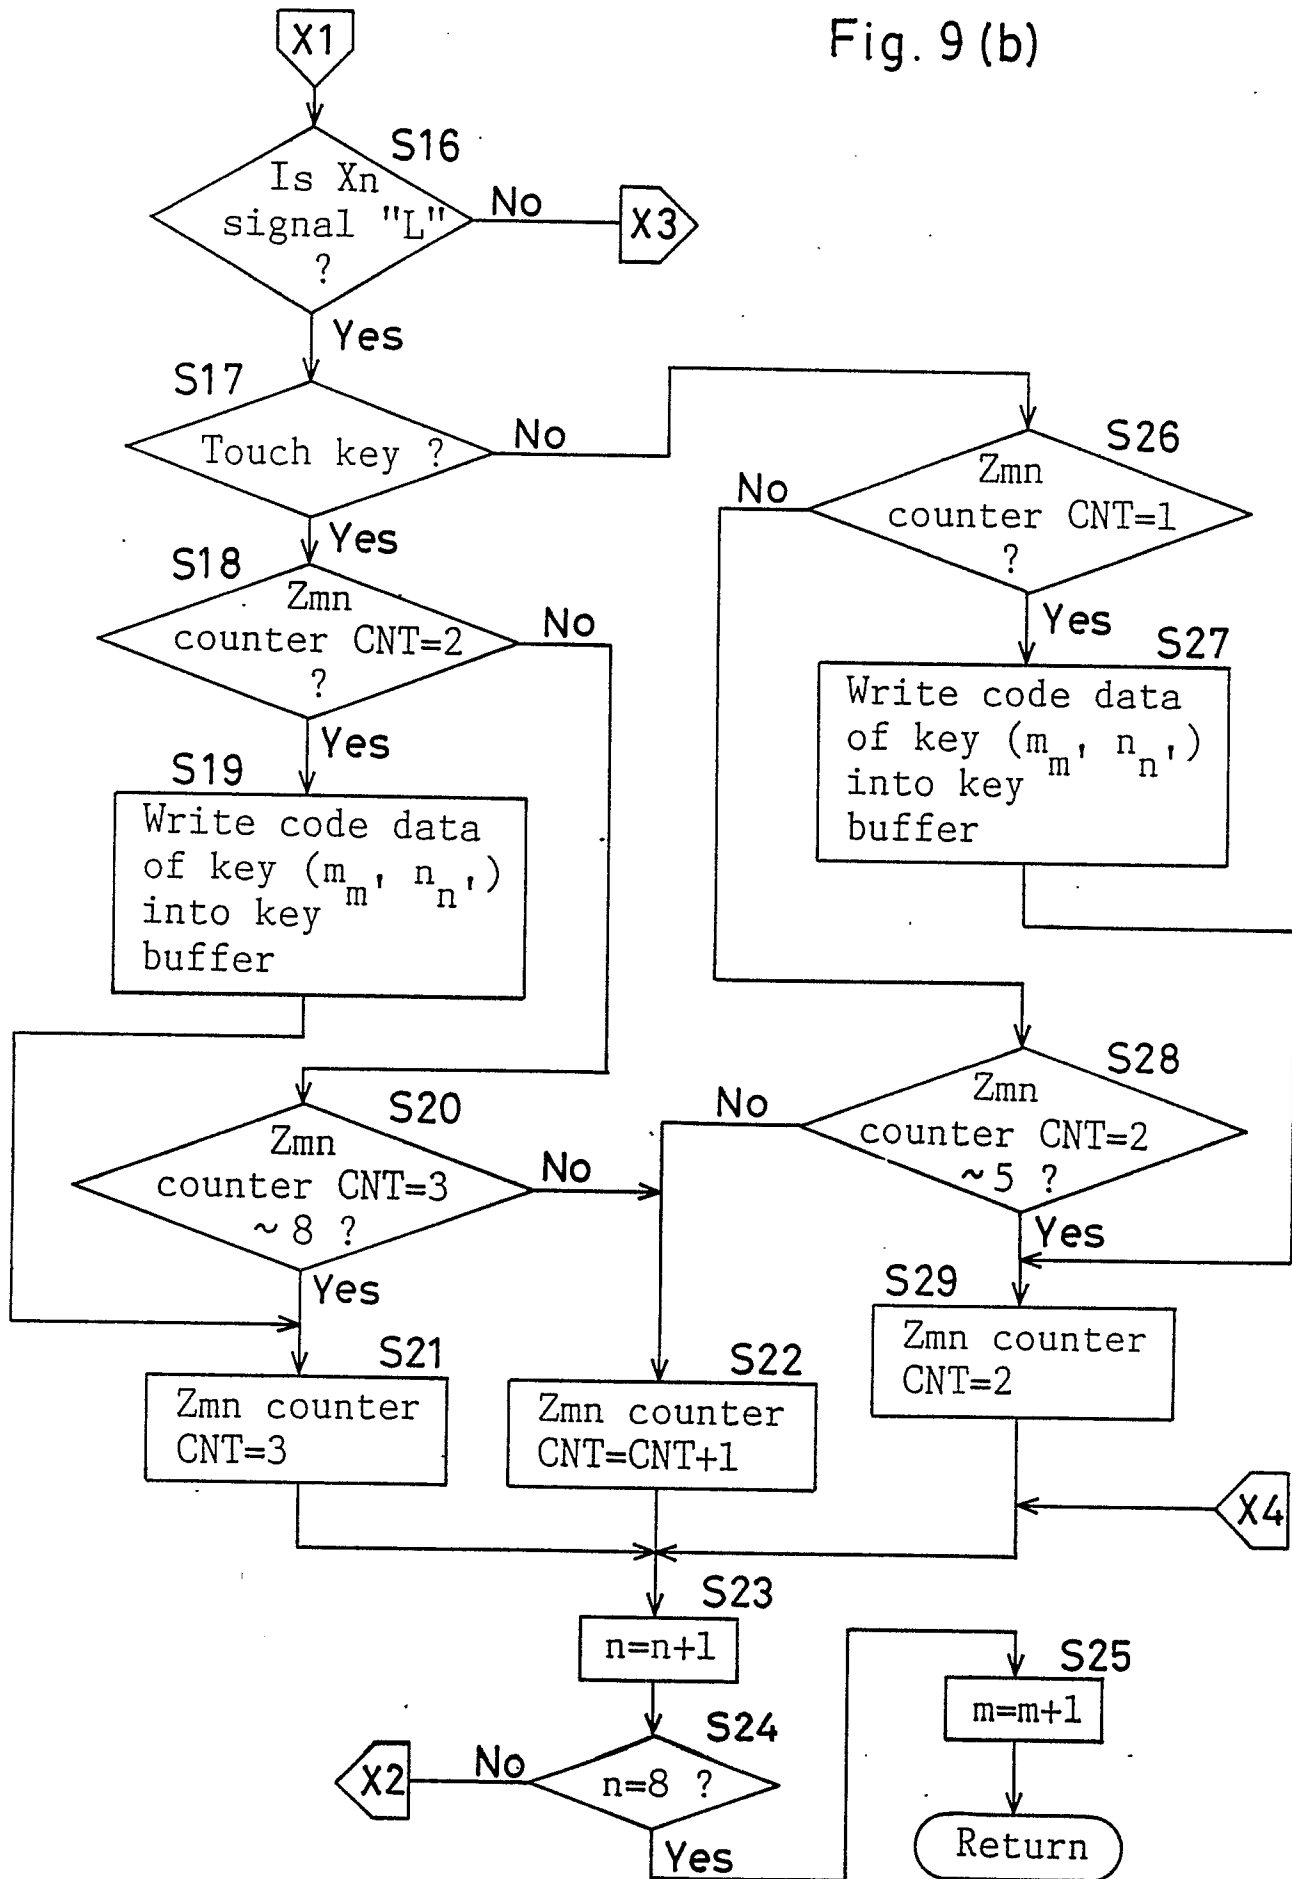 Fig. 9 (b)
X1
S16
Is Xn
signal "L"
?
No
X3
Yes
S17
Touch key ?
No
Yes
S18
Zmn
counter CNT=2
?
No
Yes
S19
Write code data
of key (m_m', n_n')
into key
buffer
S20
Zmn
counter CNT=3
~8 ?
No
Yes
S21
Zmn counter
CNT=3
S22
Zmn counter
CNT=CNT+1
S26
Zmn
counter CNT=1
?
No
Yes
S27
Write code data
of key (m_m', n_n')
into key
buffer
S28
Zmn
counter CNT=2
~5 ?
No
Yes
S29
Zmn counter
CNT=2
X4
S23
n=n+1
S24
n=8 ?
No
X2
Yes
S25
m=m+1
Return